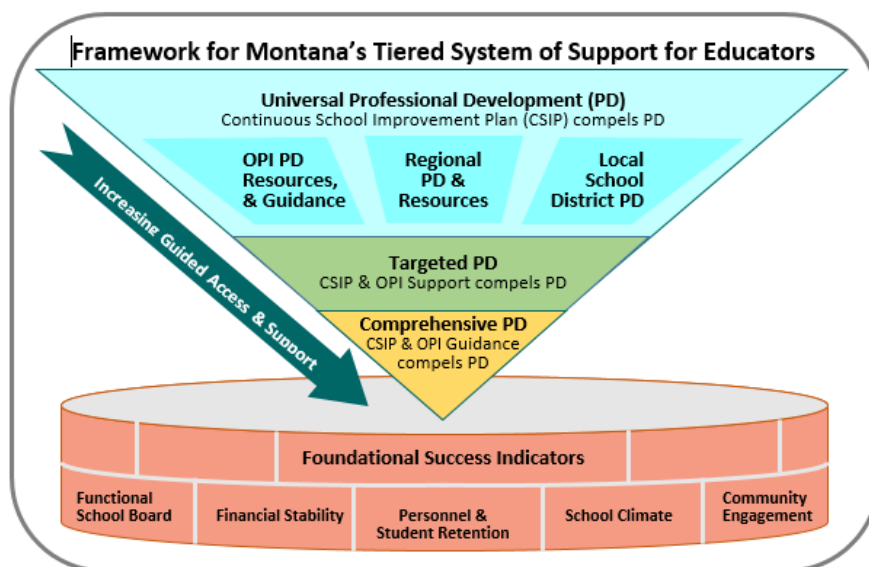 Framework for Montana's Tiered System of Support for Educators
Universal Professional Development (PD)
Continuous School Improvement Plan (CSIP) compels PD
OPI PD
Resources,
& Guidance
Regional
PD &
Resources
Local
School
District PD
Increasing Guided Access & Support
Targeted PD
CSIP & OPI Support compels PD
Comprehensive PD
CSIP & OPI Guidance
compels PD
Foundational Success Indicators
Functional
School Board
Financial Stability
Personnel &
Student Retention
School Climate
Community
Engagement